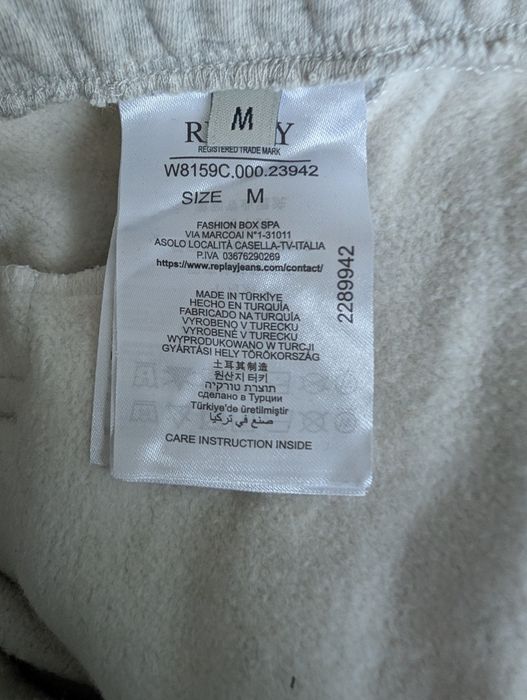 M
R Y
REGISTERED TRADE MARK
W8159C.000.23942
SIZE M
FASHION BOX SPA
VIA MARCOAI N°1-31011
ASOLO LOCALITÀ CASELLA-TV-ITALIA
P.IVA 03676290269
https://www.replayjeans.com/contact/
2289942
MADE IN TÜRKİYE
HECHO EN TURQUÍA
FABRICADO NA TURQUIA
VYROBENO V TURECKU
VYROBENÉ V TURECKU
WYPRODUKOWANO W TURCJI
GYÁRTÁSI HELY TÖRÖKORSZÁG
土耳其制造
원산지 터키
תוצרת טורקיה
сделано в Турции
Türkiye'de üretilmiştir
صنع في تركيا
CARE INSTRUCTION INSIDE